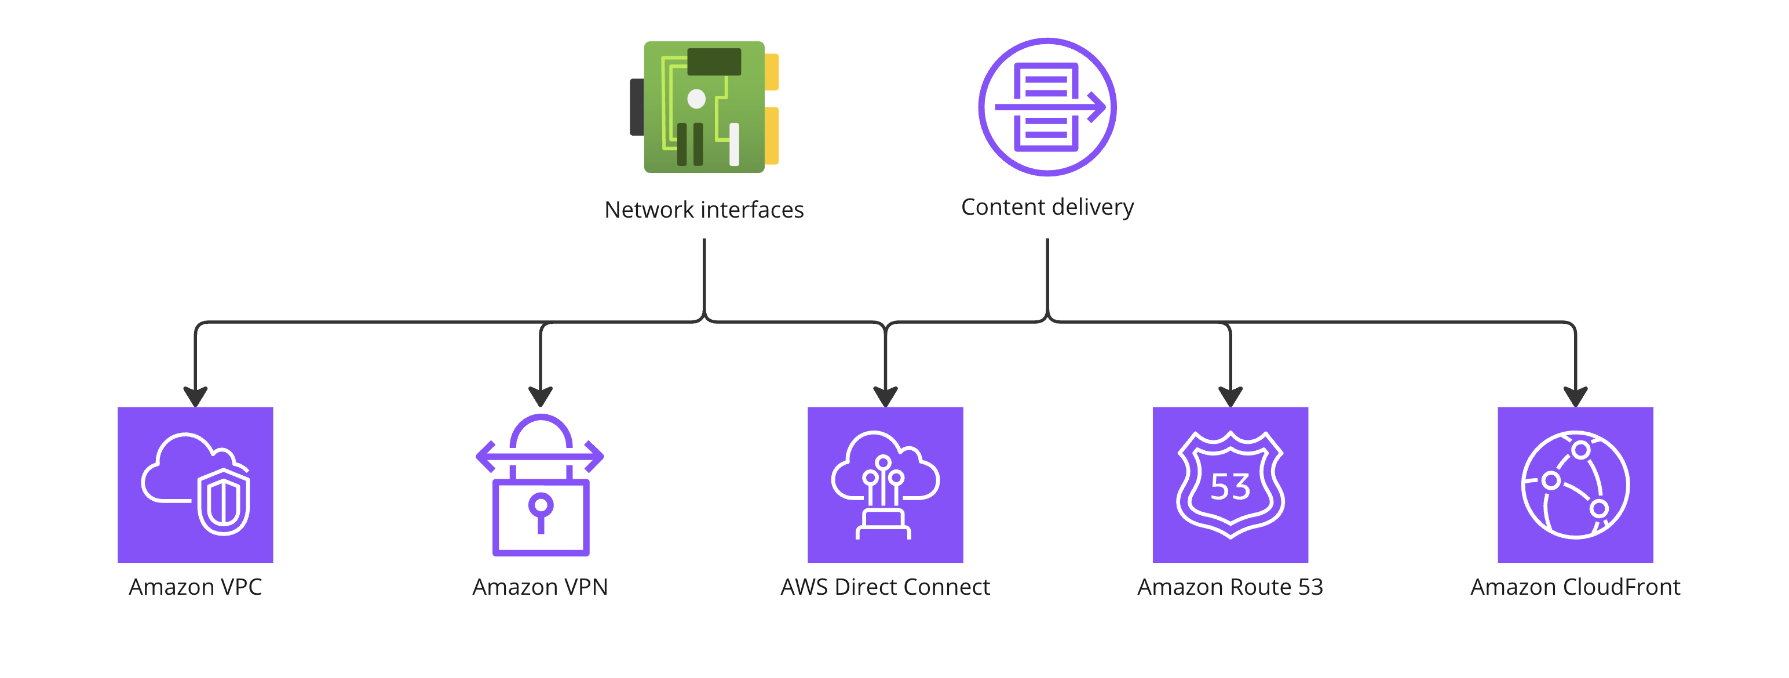 Network interfaces
Content delivery
53
Amazon VPC
Amazon VPN
AWS Direct Connect
Amazon Route 53
Amazon CloudFront